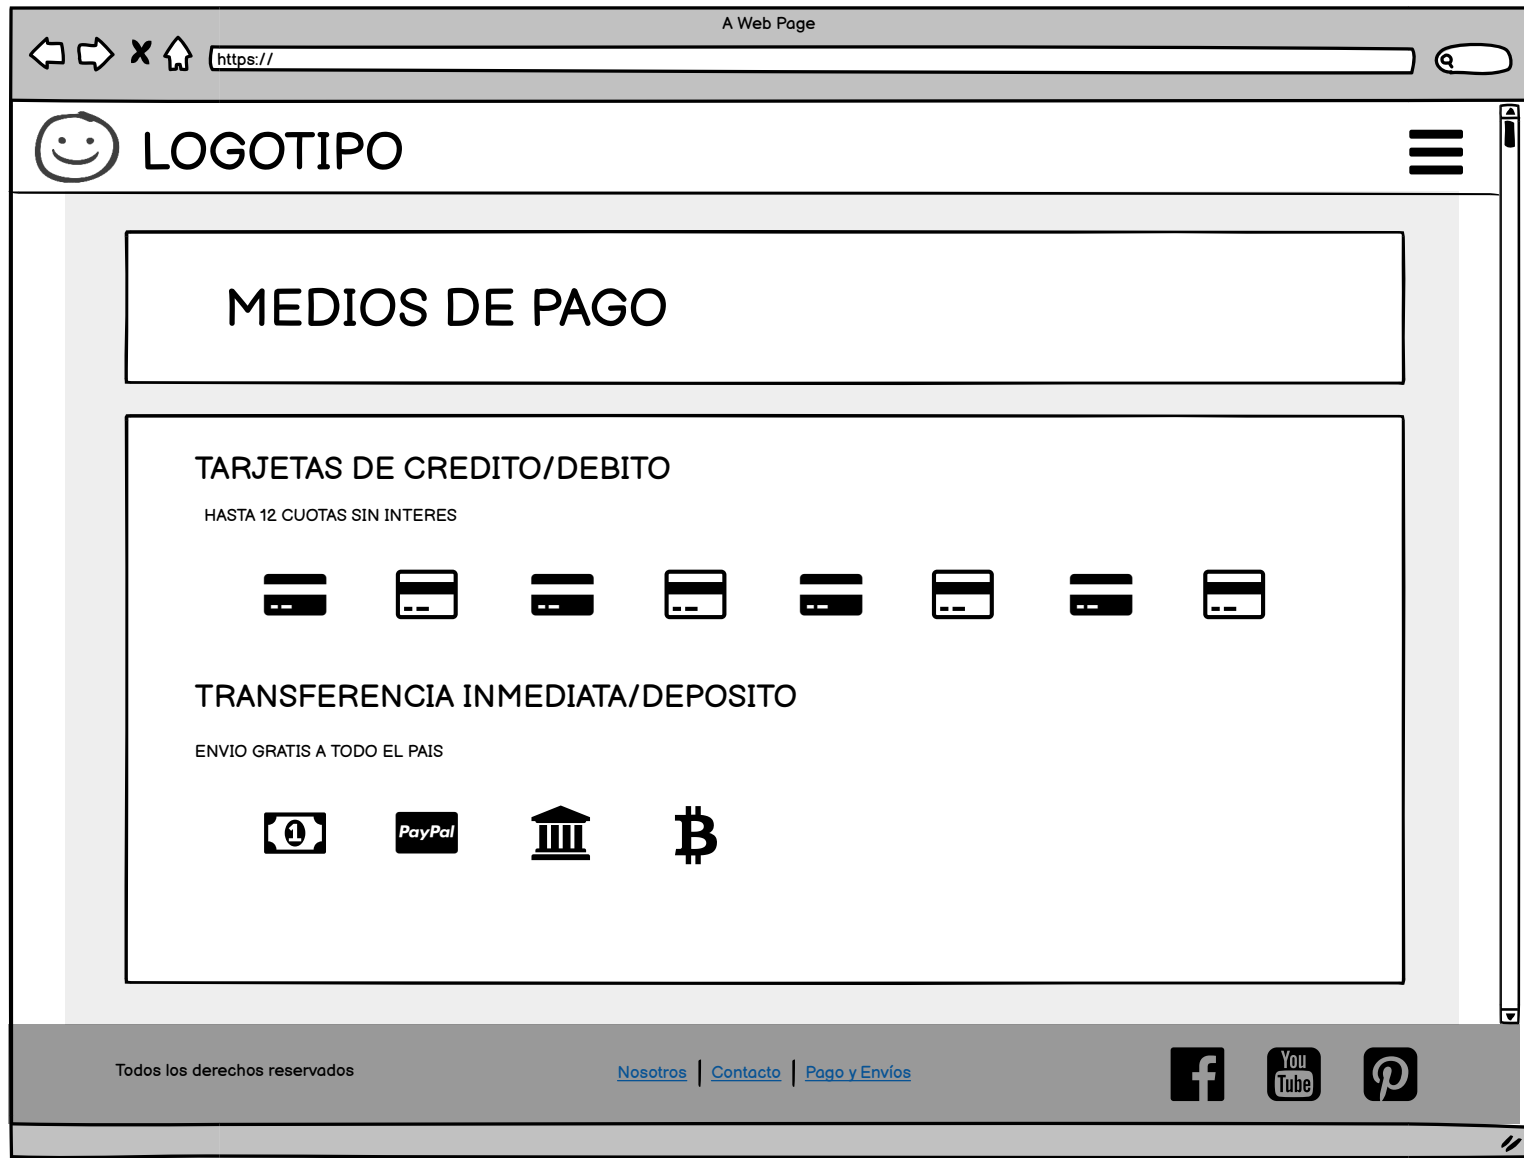 A Web Page
https://
LOGOTIPO
MEDIOS DE PAGO
TARJETAS DE CREDITO/DEBITO
HASTA 12 CUOTAS SIN INTERES
TRANSFERENCIA INMEDIATA/DEPOSITO
ENVIO GRATIS A TODO EL PAIS
1
PayPal
Todos los derechos reservados
Nosotros
Contacto
Pago y Envíos
You
Tube